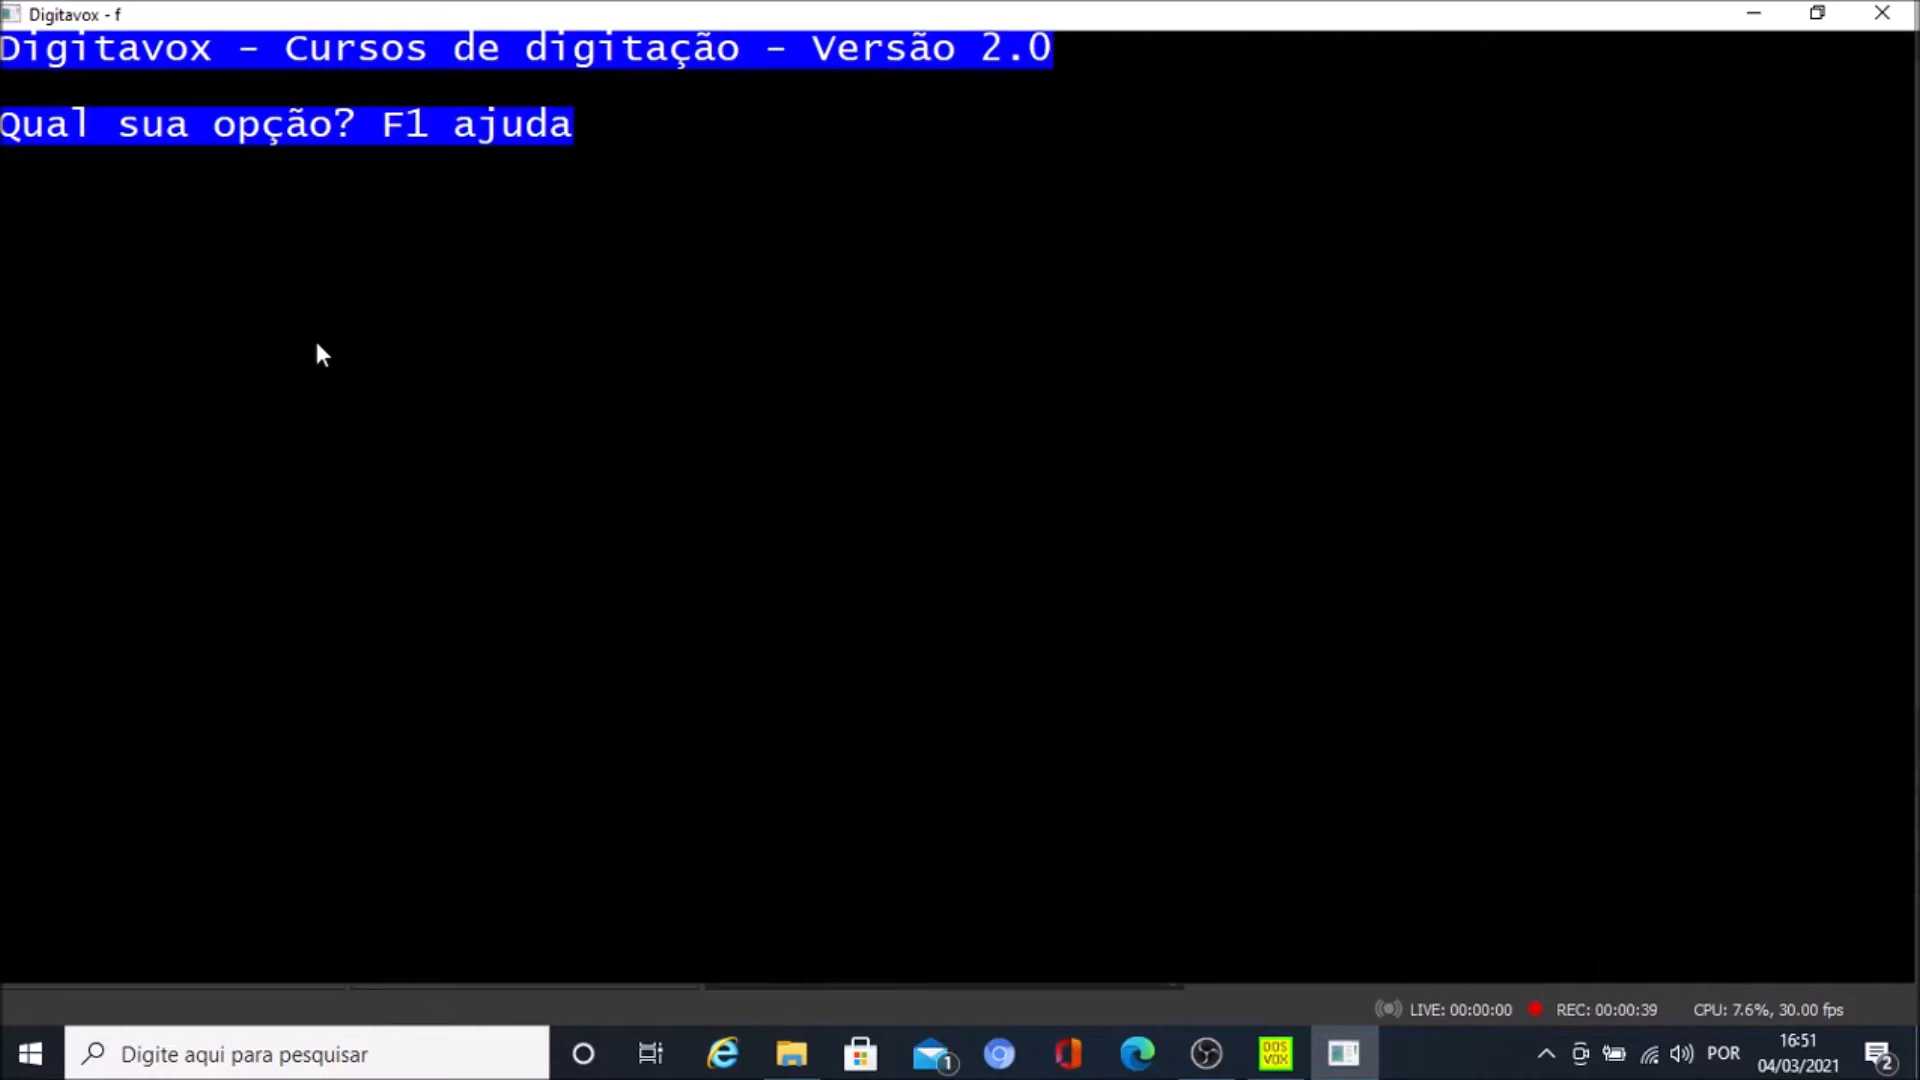 Digitavox - f
Digitavox - Cursos de digitação - Versão 2.0
Qual sua opção? F1 ajuda
LIVE: 00:00:00 REC: 00:00:39 CPU: 7.6%, 30.00 fps
Digite aqui para pesquisar
1
DOS
VOX
POR
16:51
04/03/2021
2